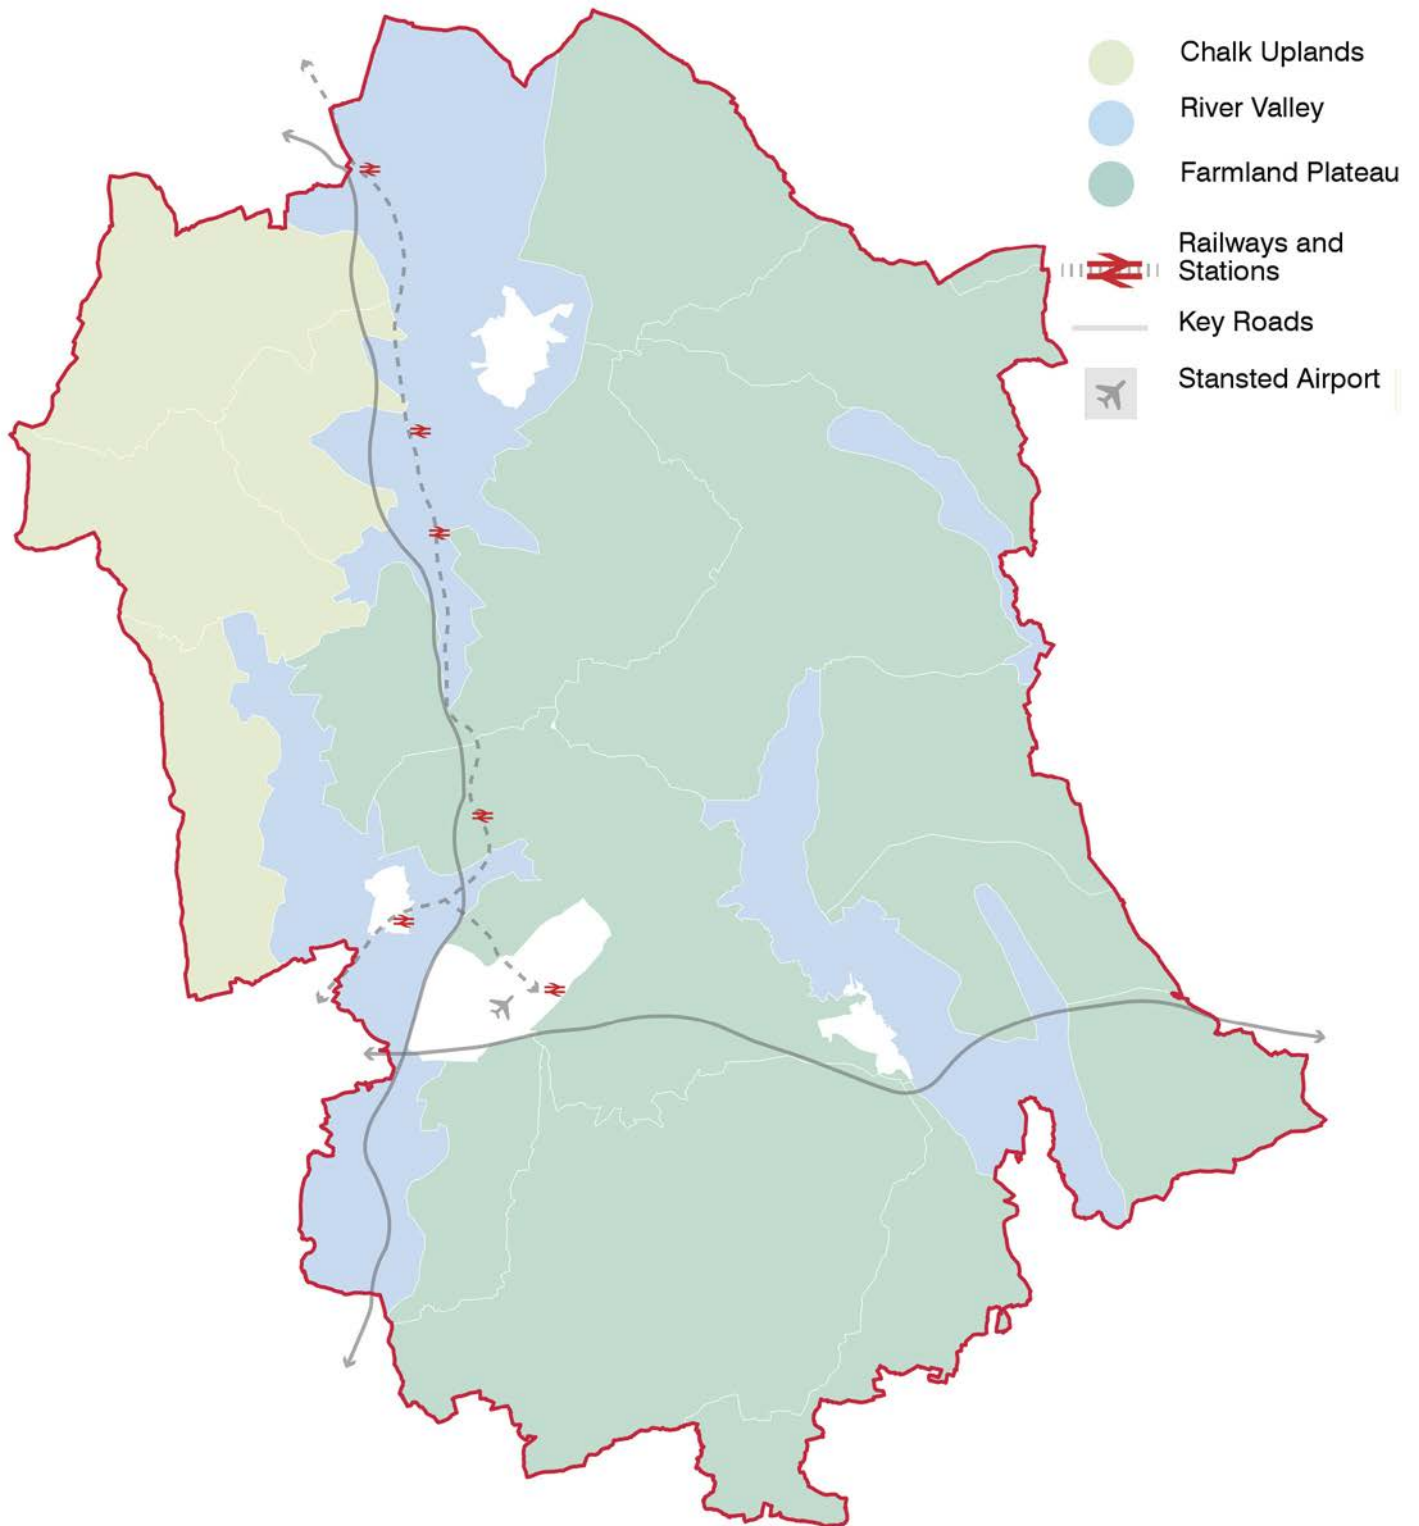 Chalk Uplands
River Valley
Farmland Plateau
Railways and
Stations
Key Roads
Stansted Airport